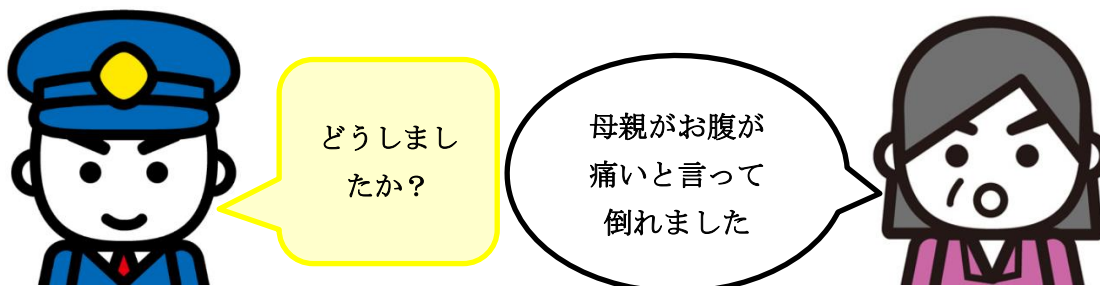 どうしまし
たか？
母親がお腹が
痛いと言って
倒れました